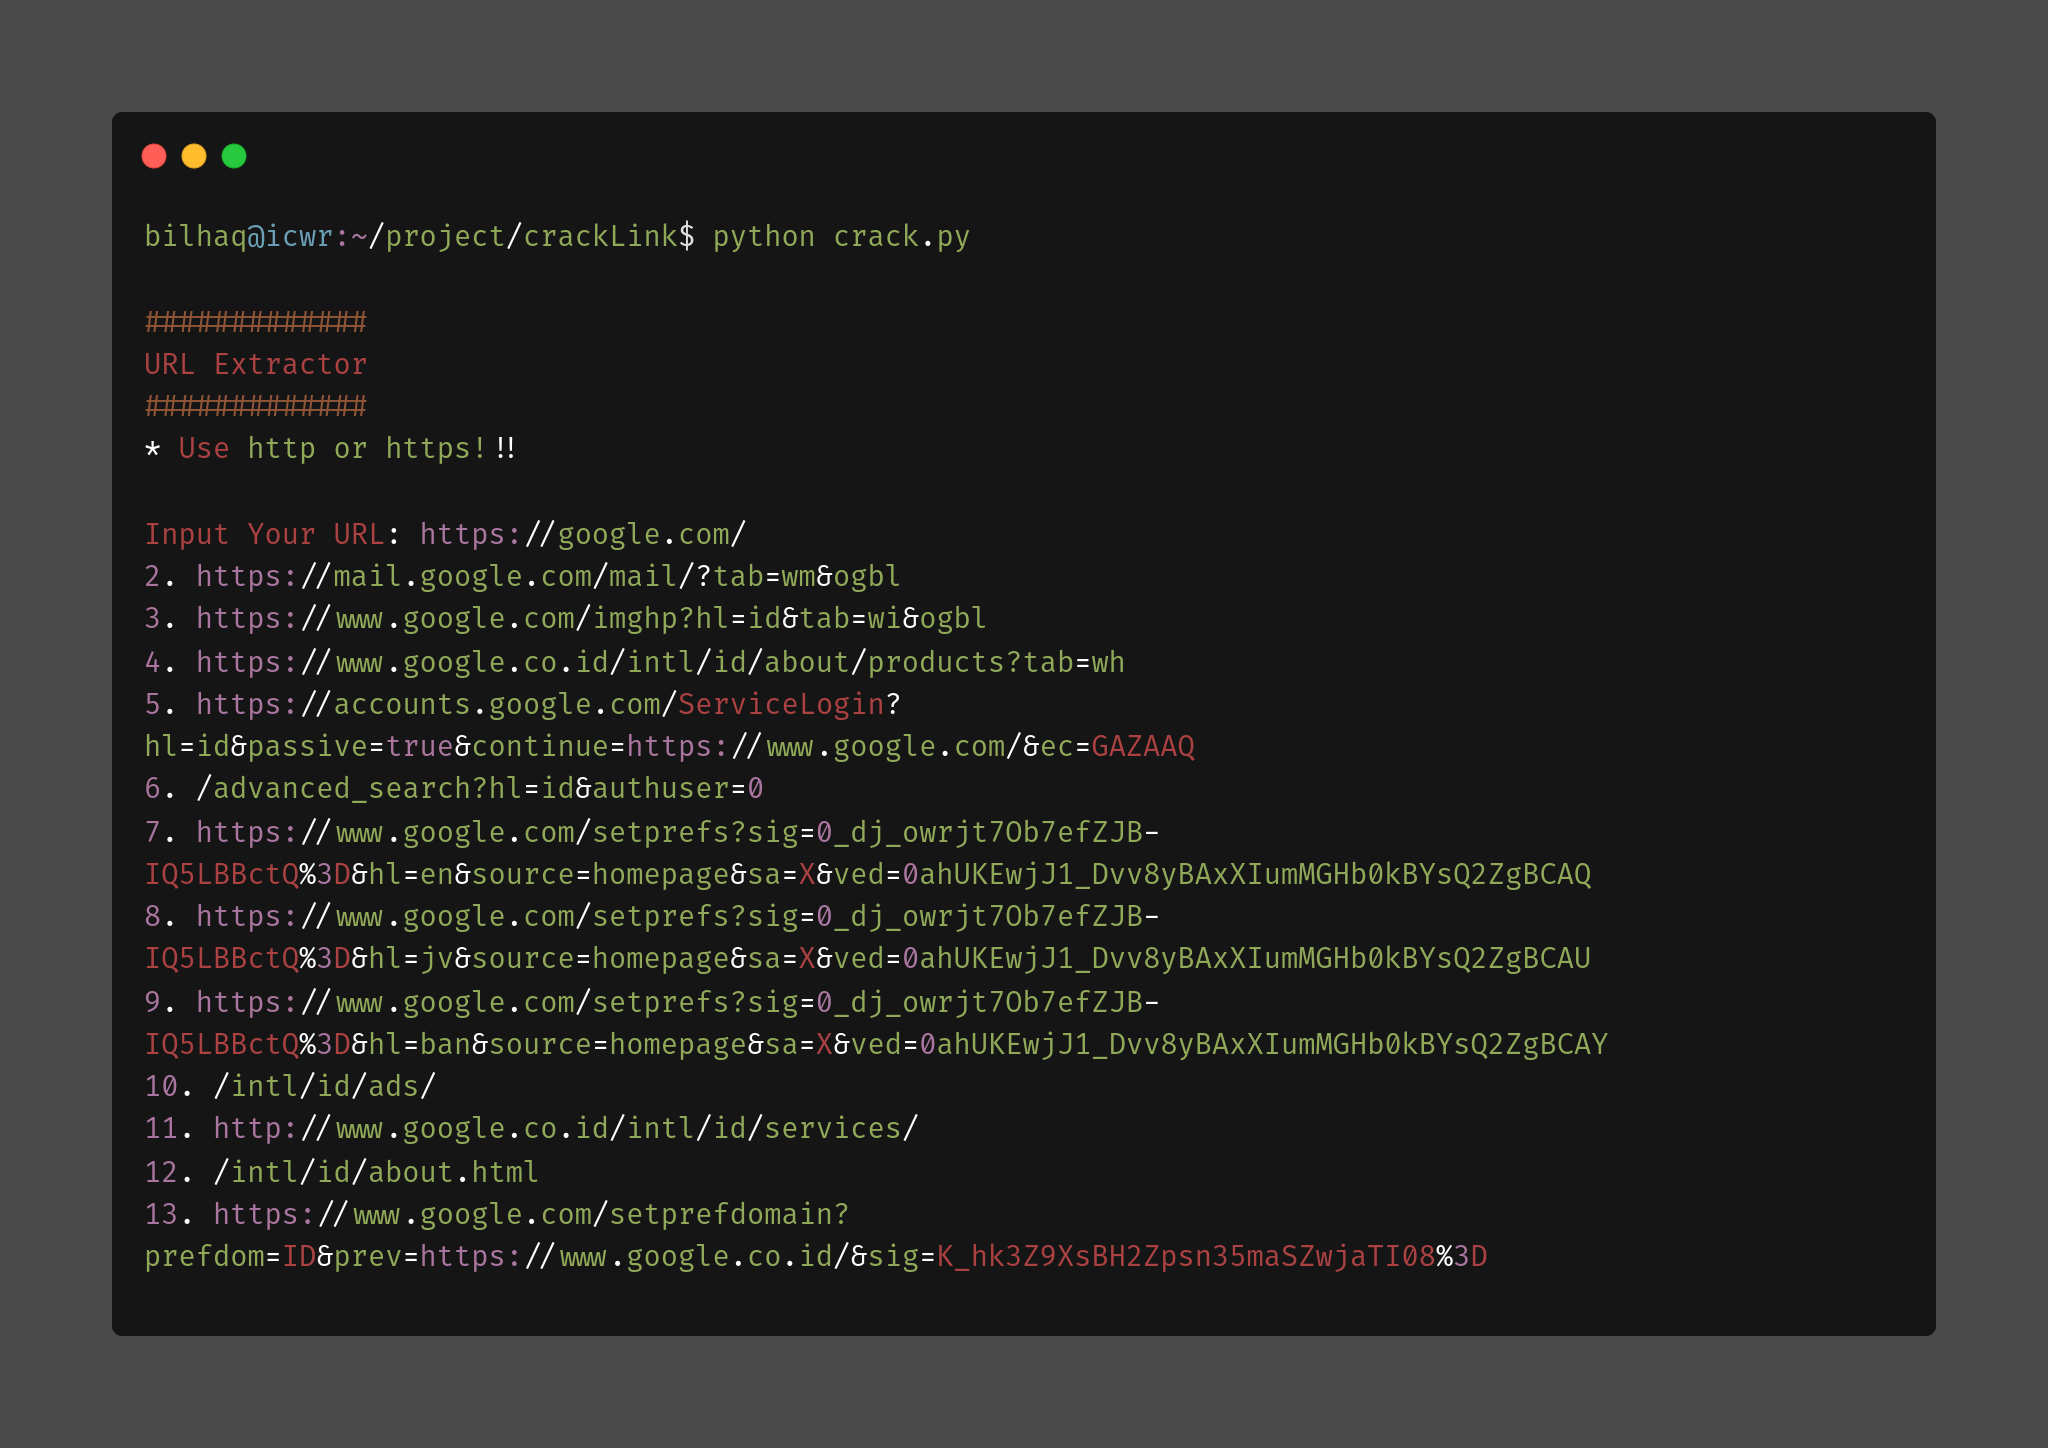 bilhaq@icwr:~/project/crackLink$ python crack.py
#############
URL Extractor
#############
* Use http or https!!!
Input Your URL: https://google.com/
2. https://mail.google.com/mail/?tab=wm&ogbl
3. https://www.google.com/imghp?hl=id&tab=wi&ogbl
4. https://www.google.co.id/intl/id/about/products?tab=wh
5. https://accounts.google.com/ServiceLogin?
hl=id&passive=true&continue=https://www.google.com/&ec=GAZAAQ
6. /advanced_search?hl=id&authuser=0
7. https://www.google.com/setprefs?sig=0_dj_owrjt7Ob7efZJB-
IQ5LBBctQ%3D&hl=en&source=homepage&sa=X&ved=0ahUKEwjJ1_Dvv8yBAxXIumMGHb0kBYsQ2ZgBCAQ
8. https://www.google.com/setprefs?sig=0_dj_owrjt7Ob7efZJB-
IQ5LBBctQ%3D&hl=jv&source=homepage&sa=X&ved=0ahUKEwjJ1_Dvv8yBAxXIumMGHb0kBYsQ2ZgBCAU
9. https://www.google.com/setprefs?sig=0_dj_owrjt7Ob7efZJB-
IQ5LBBctQ%3D&hl=ban&source=homepage&sa=X&ved=0ahUKEwjJ1_Dvv8yBAxXIumMGHb0kBYsQ2ZgBCAY
10. /intl/id/ads/
11. http://www.google.co.id/intl/id/services/
12. /intl/id/about.html
13. https://www.google.com/setprefdomain?
prefdom=ID&prev=https://www.google.co.id/&sig=K_hk3Z9XsBH2Zpsn35maSZwjaTI08%3D